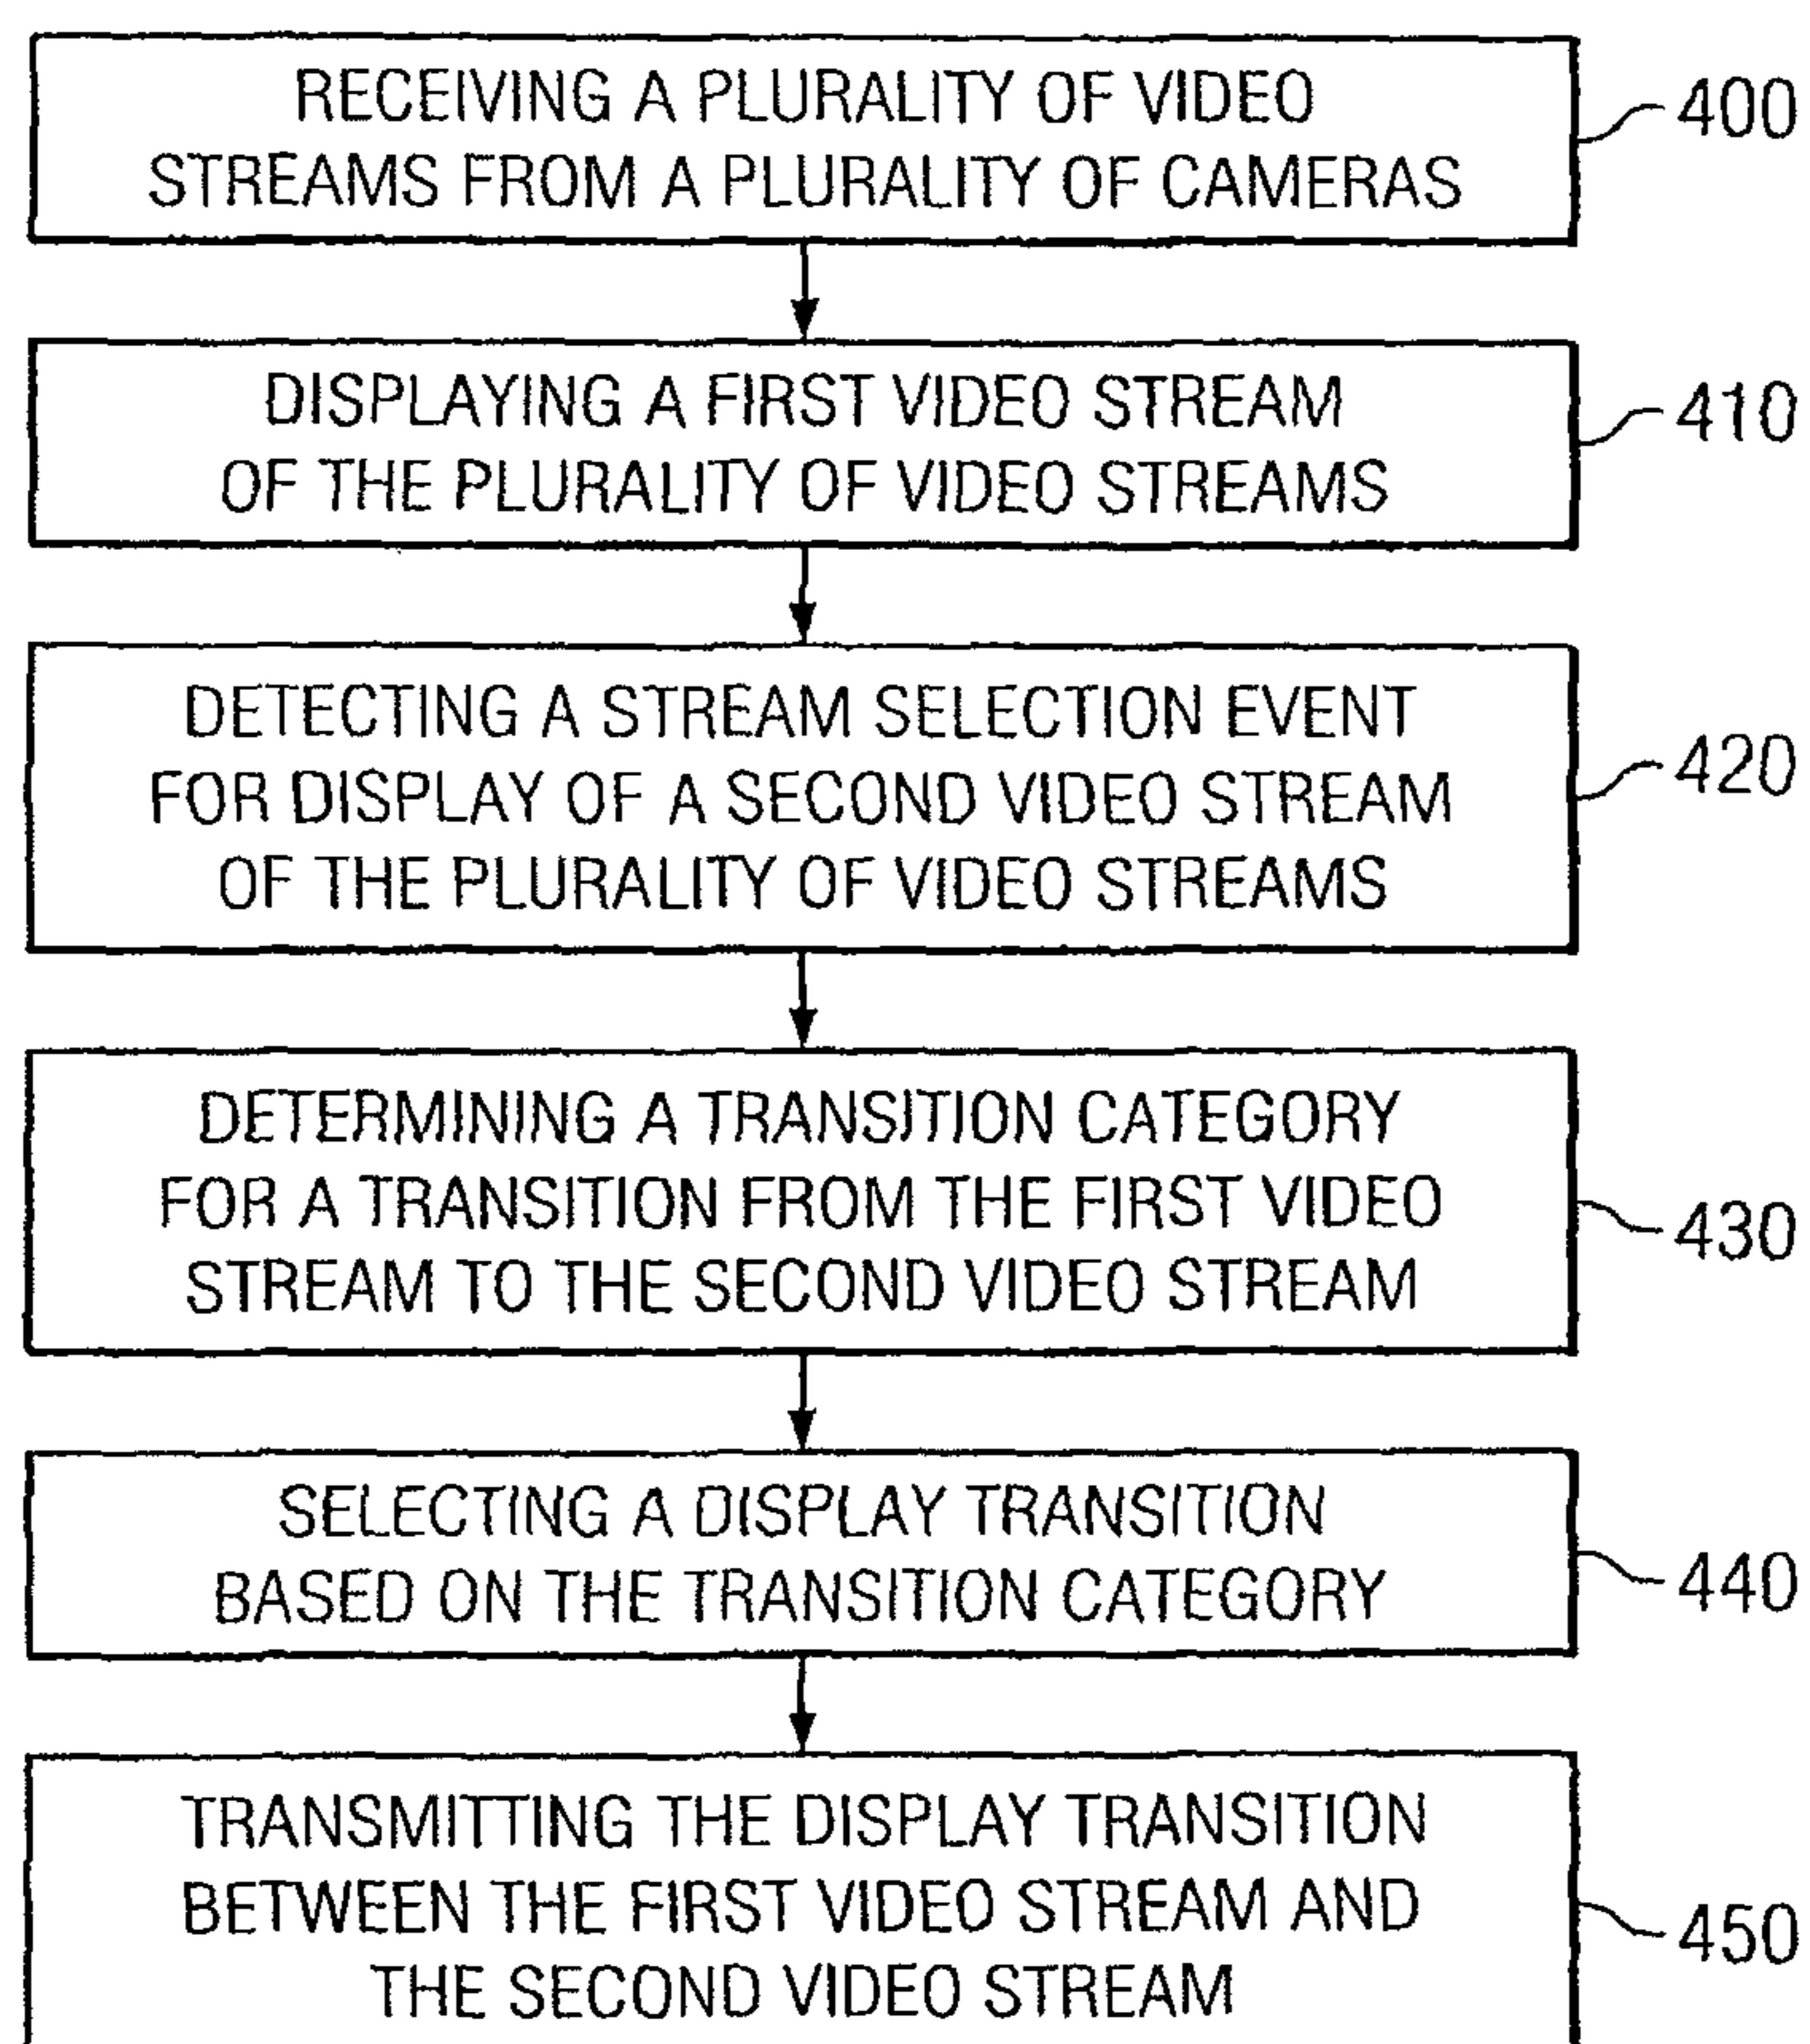 RECEIVING A PLURALITY OF VIDEO
STREAMS FROM A PLURALITY OF CAMERAS
400
DISPLAYING A FIRST VIDEO STREAM
OF THE PLURALITY OF VIDEO STREAMS
410
DETECTING A STREAM SELECTION EVENT
FOR DISPLAY OF A SECOND VIDEO STREAM
OF THE PLURALITY OF VIDEO STREAMS
420
DETERMINING A TRANSITION CATEGORY
FOR A TRANSITION FROM THE FIRST VIDEO
STREAM TO THE SECOND VIDEO STREAM
430
SELECTING A DISPLAY TRANSITION
BASED ON THE TRANSITION CATEGORY
440
TRANSMITTING THE DISPLAY TRANSITION
BETWEEN THE FIRST VIDEO STREAM AND
THE SECOND VIDEO STREAM
450